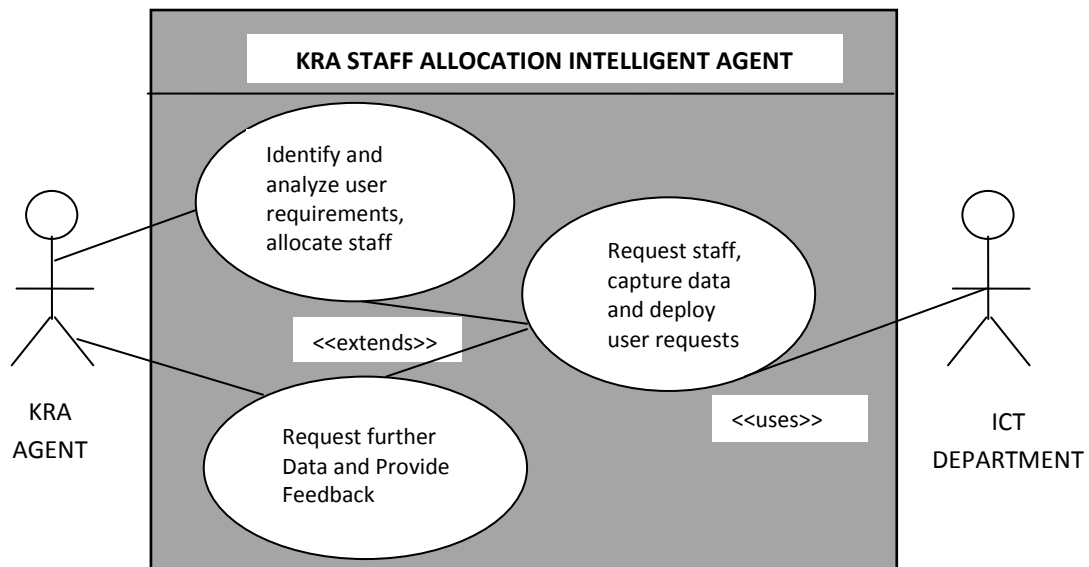 KRA STAFF ALLOCATION INTELLIGENT AGENT
Identify and
analyze user
requirements,
allocate staff
Request staff,
capture data
and deploy
user requests
<<extends>>
<<uses>>
KRA
AGENT
Request further
Data and Provide
Feedback
ICT
DEPARTMENT